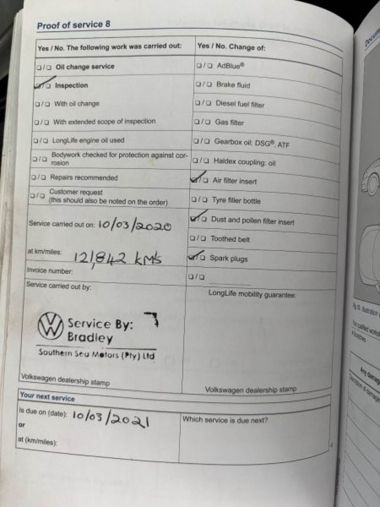 Proof of service 8
Yes / No. The following work was carried out:
❑ / ❑ Oil change service
❑ / ❑ Inspection
❑ / ❑ With oil change
❑ / ❑ With extended scope of inspection
❑ / ❑ LongLife engine oil used
❑ / ❑ Bodywork checked for protection against cor-
rosion
❑ / ❑ Repairs recommended
❑ / ❑ Customer request
(this should also be noted on the order)
Service carried out on: 10/03/2020
at km/miles: 121,842 KMS
Invoice number:
Service carried out by:
Service By:
Bradley
Southern Sea Motors (Pty) Ltd
Volkswagen dealership stamp
Yes / No. Change of:
❑ / ❑ AdBlue®
❑ / ❑ Brake fluid
❑ / ❑ Diesel fuel filter
❑ / ❑ Gas filter
❑ / ❑ Gearbox oil: DSG®, ATF
❑ / ❑ Haldex coupling: oil
❑ / ❑ Air filter insert
❑ / ❑ Tyre filler bottle
❑ / ❑ Dust and pollen filter insert
❑ / ❑ Toothed belt
❑ / ❑ Spark plugs
❑ / ❑
LongLife mobility guarantee:
Volkswagen dealership stamp
Your next service
Is due on (date): 10/03/2021
or
at (km/miles):
Which service is due next?